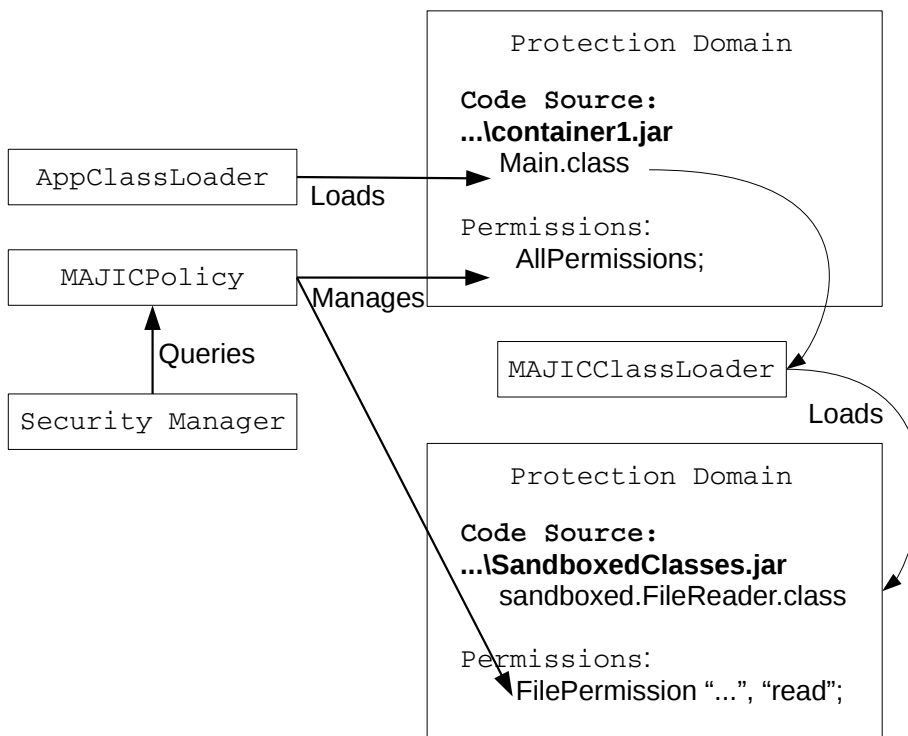 Protection Domain
Code Source:
...\container1.jar
Main.class
AppClassLoader
Loads
Permissions:
AllPermissions;
MAJICPolicy
Manages
Queries
MAJICClassLoader
Security Manager
Loads
Protection Domain
Code Source:
...\SandboxedClasses.jar
sandboxed.FileReader.class
Permissions:
FilePermission “...”, “read”;